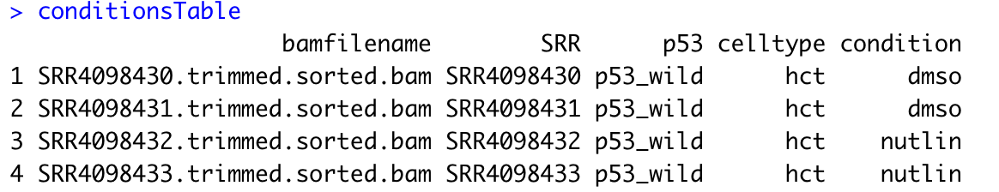 > conditionsTable
bamfilename SRR p53 celltype condition
1 SRR4098430.trimmed.sorted.bam SRR4098430 p53_wild hct dmso
2 SRR4098431.trimmed.sorted.bam SRR4098431 p53_wild hct dmso
3 SRR4098432.trimmed.sorted.bam SRR4098432 p53_wild hct nutlin
4 SRR4098433.trimmed.sorted.bam SRR4098433 p53_wild hct nutlin